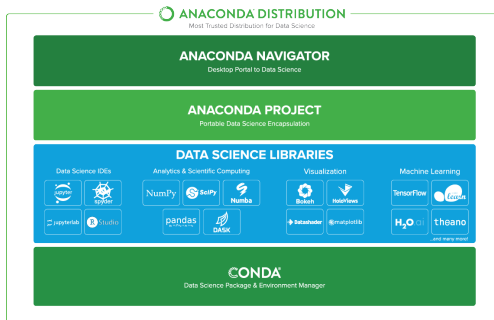 ANACONDA DISTRIBUTION
Most Trusted Distribution for Data Science
ANACONDA NAVIGATOR
Desktop Portal to Data Science
ANACONDA PROJECT
Portable Data Science Encapsulation
DATA SCIENCE LIBRARIES
Data Science IDEs
jupyter
spyder
jupyterlab
R Studio
Analytics & Scientific Computing
NumPy
SciPy
Numba
pandas
DASK
Visualization
Bokeh
HoloViews
Datashader
matplotlib
Machine Learning
TensorFlow
learn
H2O.ai
theano
...and many more!
CONDA
Data Science Package & Environment Manager